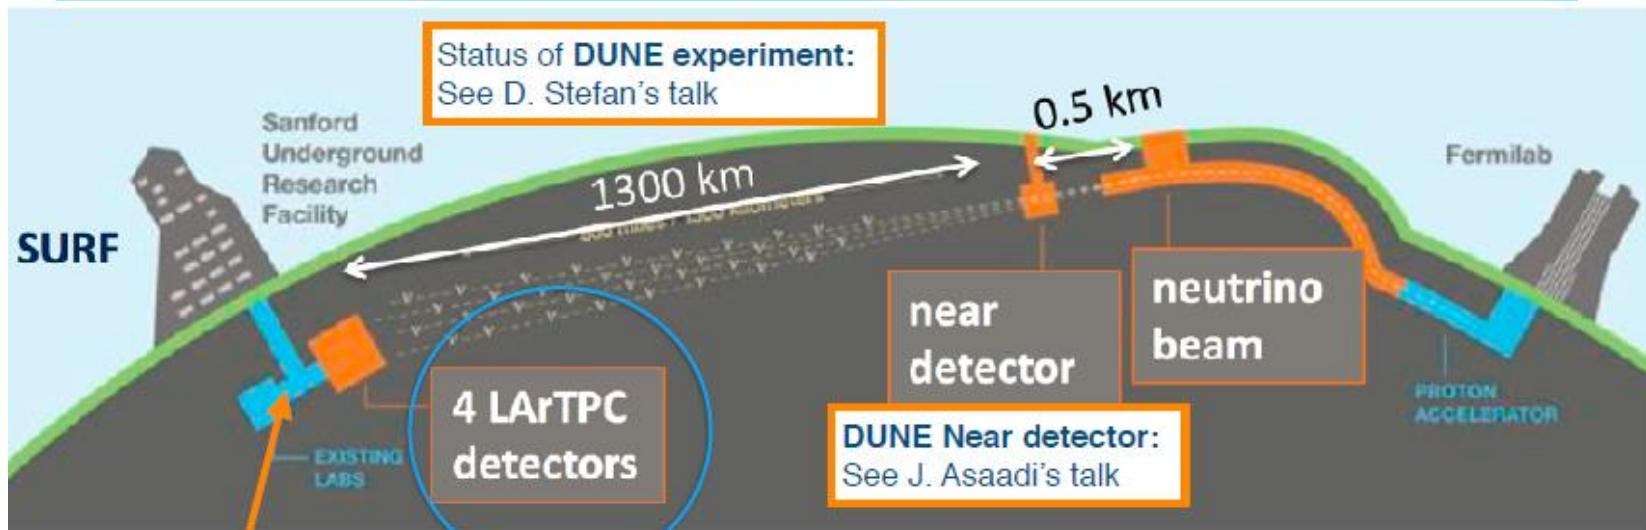 Status of DUNE experiment:
See D. Stefan's talk
0.5 km
Sanford
Underground
Research
Facility
Fermilab
1300 km
SURF
near
detector
neutrino
beam
4 LArTPC
detectors
PROTON
ACCELERATOR
DUNE Near detector:
See J. Asaadi's talk
EXISTING
LABS